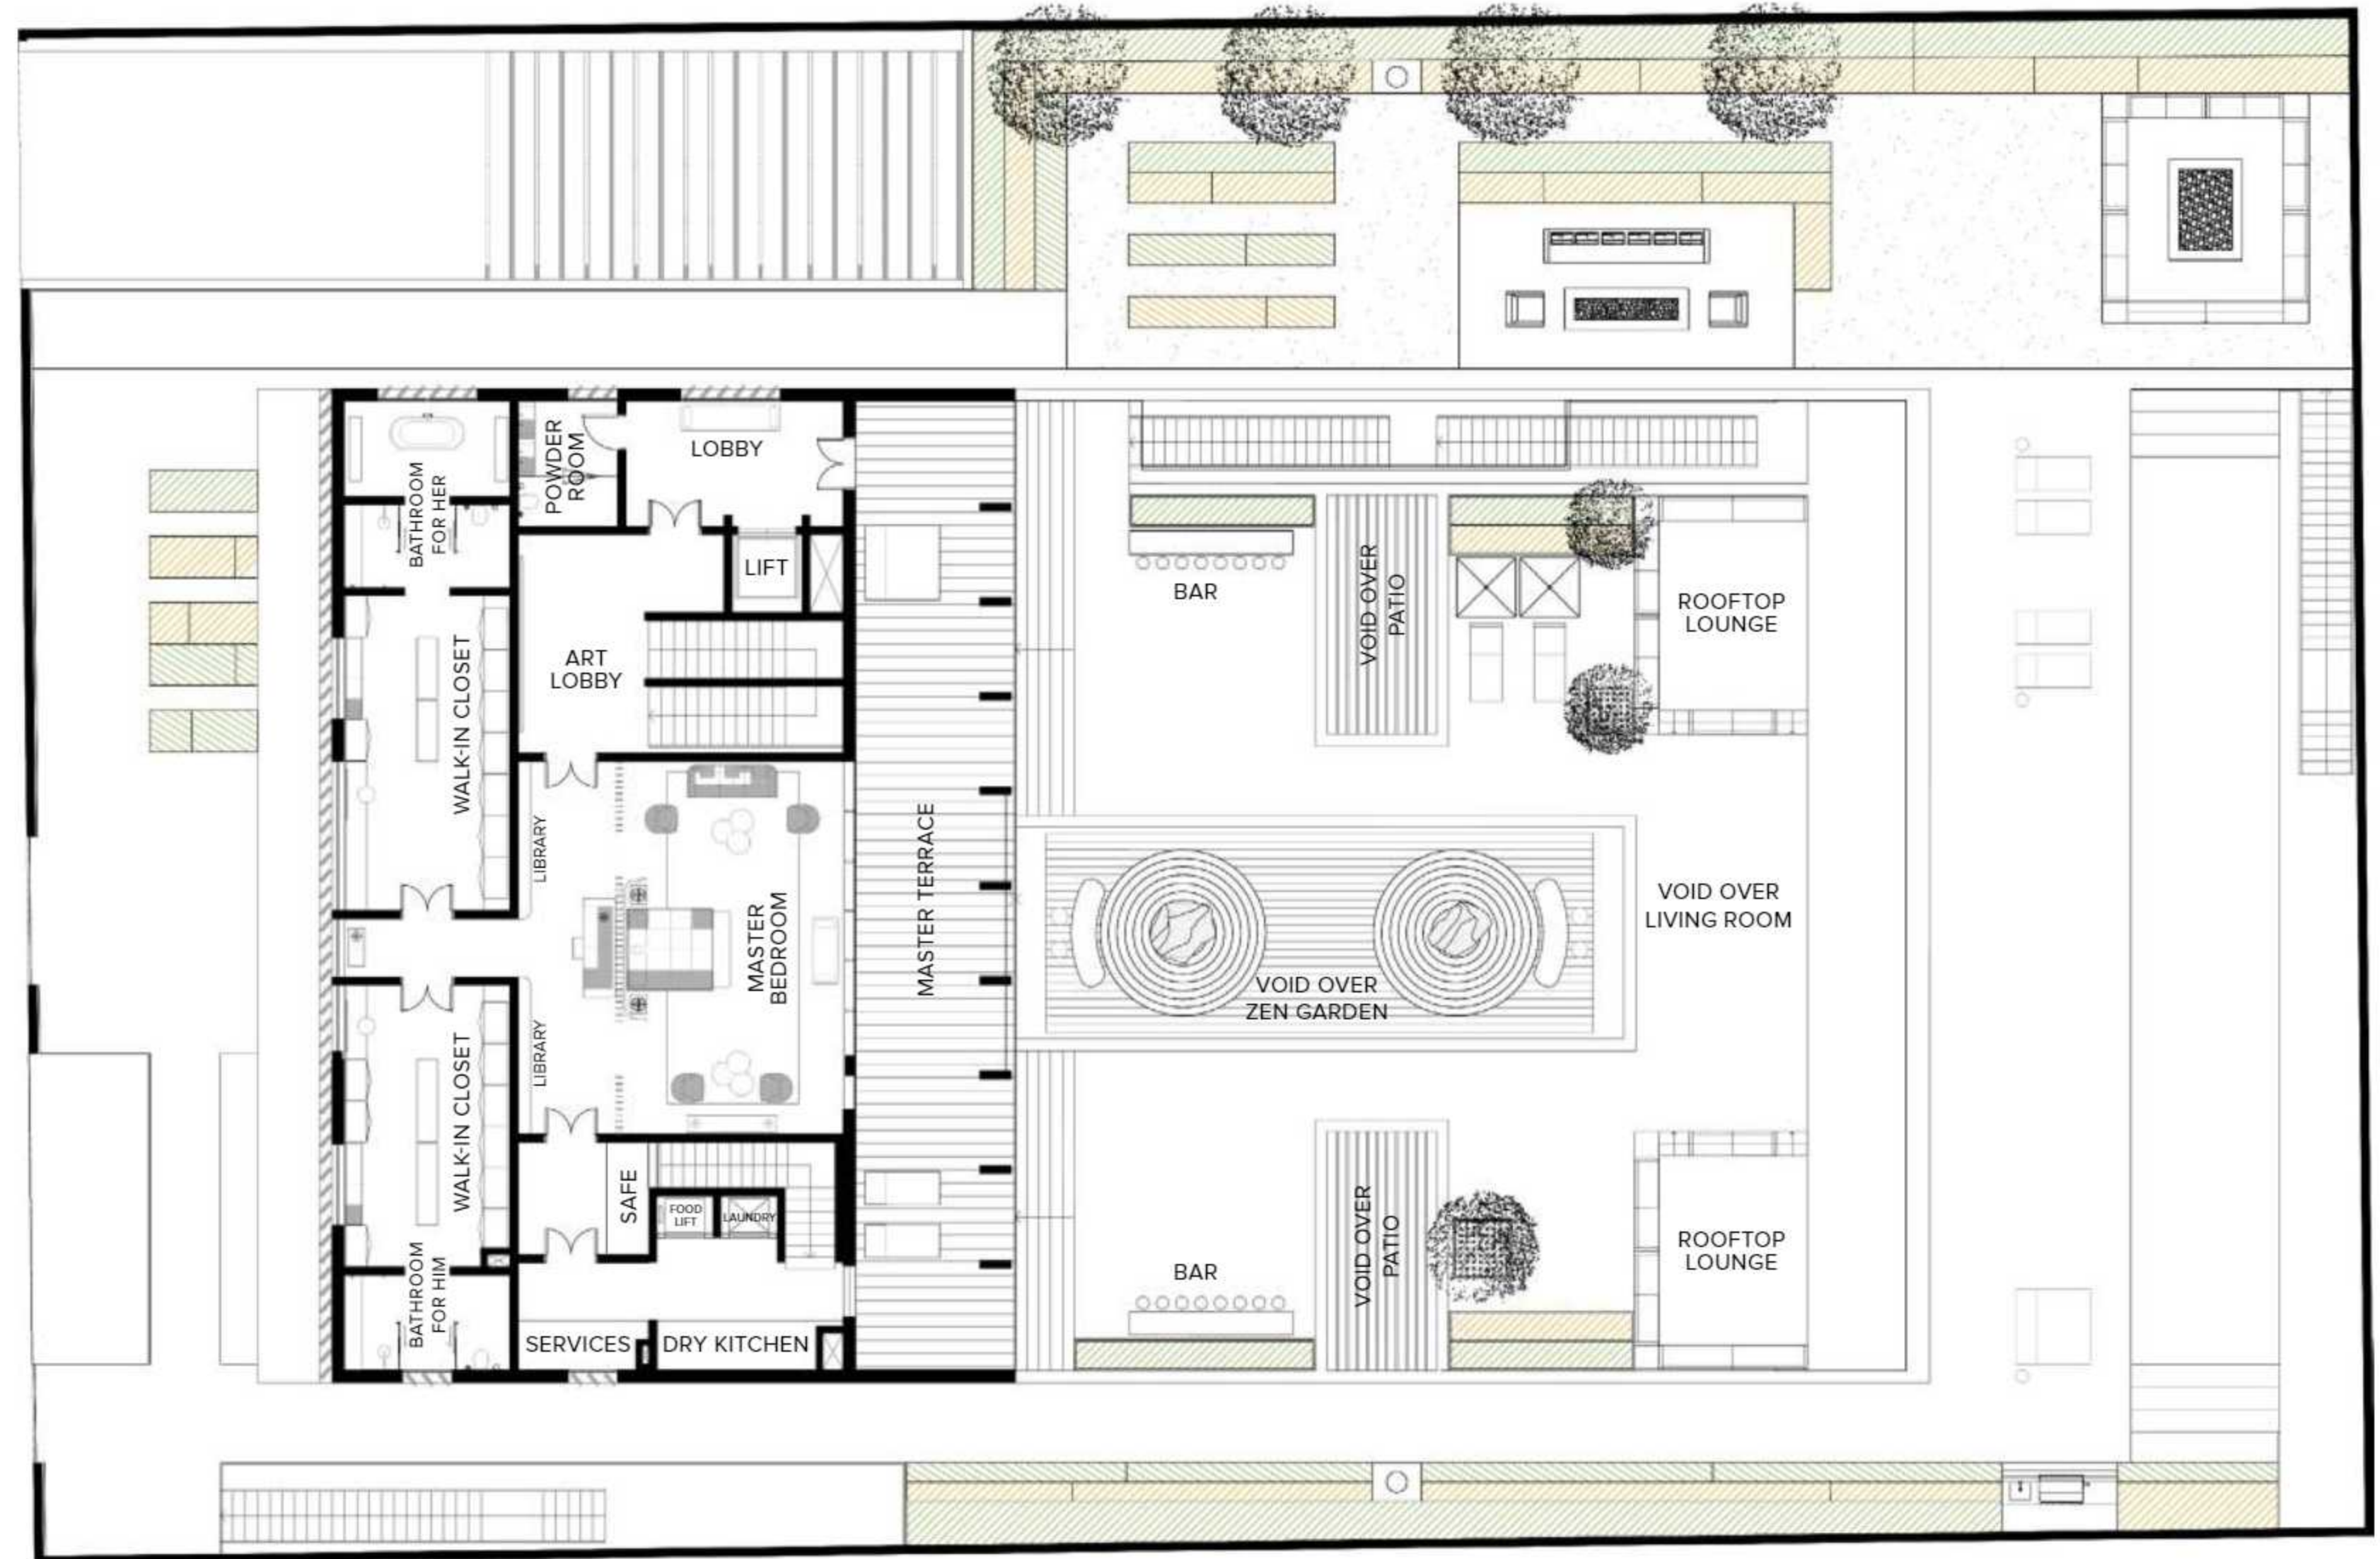 BATHROOM
FOR HER
POWDER
ROOM
LOBBY
LIFT
WALK-IN CLOSET
ART
LOBBY
LIBRARY
MASTER
BEDROOM
LIBRARY
WALK-IN CLOSET
BATHROOM
FOR HIM
SAFE
FOOD
LIFT
LAUNDRY
SERVICES
DRY KITCHEN
MASTER TERRACE
BAR
VOID OVER
PATIO
ROOFTOP
LOUNGE
VOID OVER
LIVING ROOM
VOID OVER
ZEN GARDEN
BAR
VOID OVER
PATIO
ROOFTOP
LOUNGE